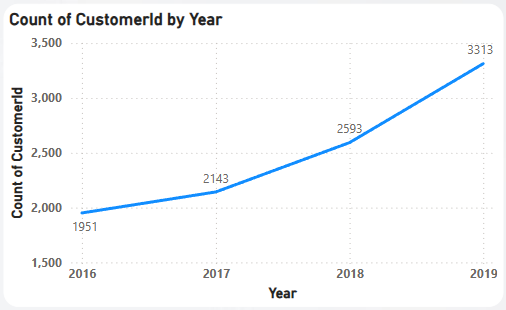 Count of CustomerId by Year
3,500
3313
3,000
Count of CustomerId
2593
2,500
2143
2,000
1951
1,500
2016 2017 2018 2019
Year